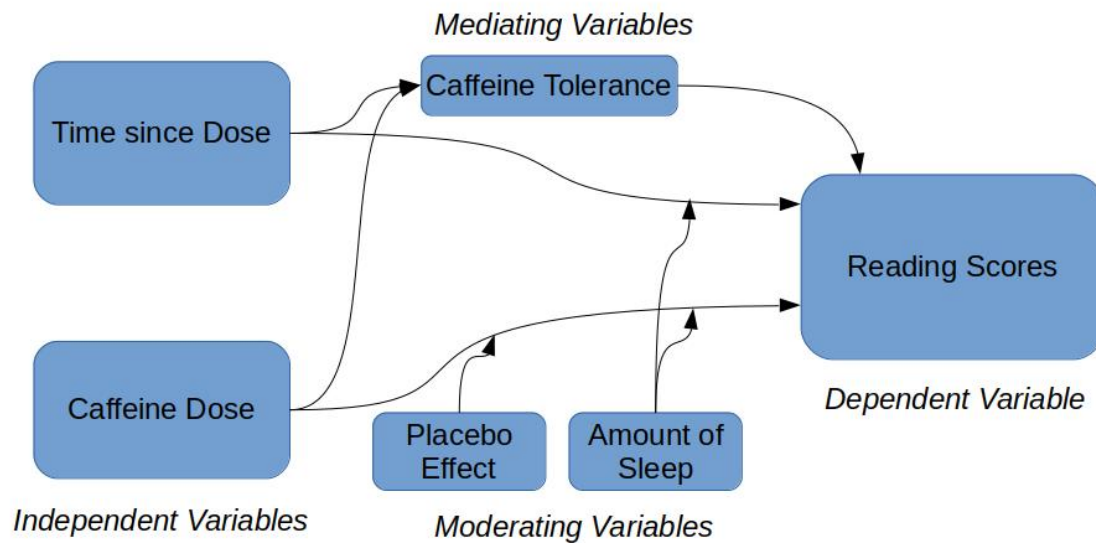 Mediating Variables
Time since Dose
Caffeine Tolerance
Reading Scores
Caffeine Dose
Placebo
Effect
Amount of
Sleep
Dependent Variable
Independent Variables
Moderating Variables